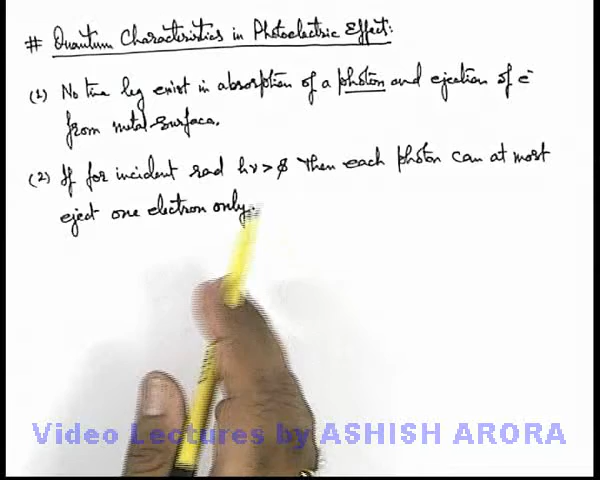 # Quantum Characteristics in Photoelectric Effect:
(1) No time leg exist in absorption of a photon and ejection of e⁻
from metal surface.
(2) If for incident rad hν > ϕ then each photon can at most
eject one electron only.
Video Lectures by ASHISH ARORA